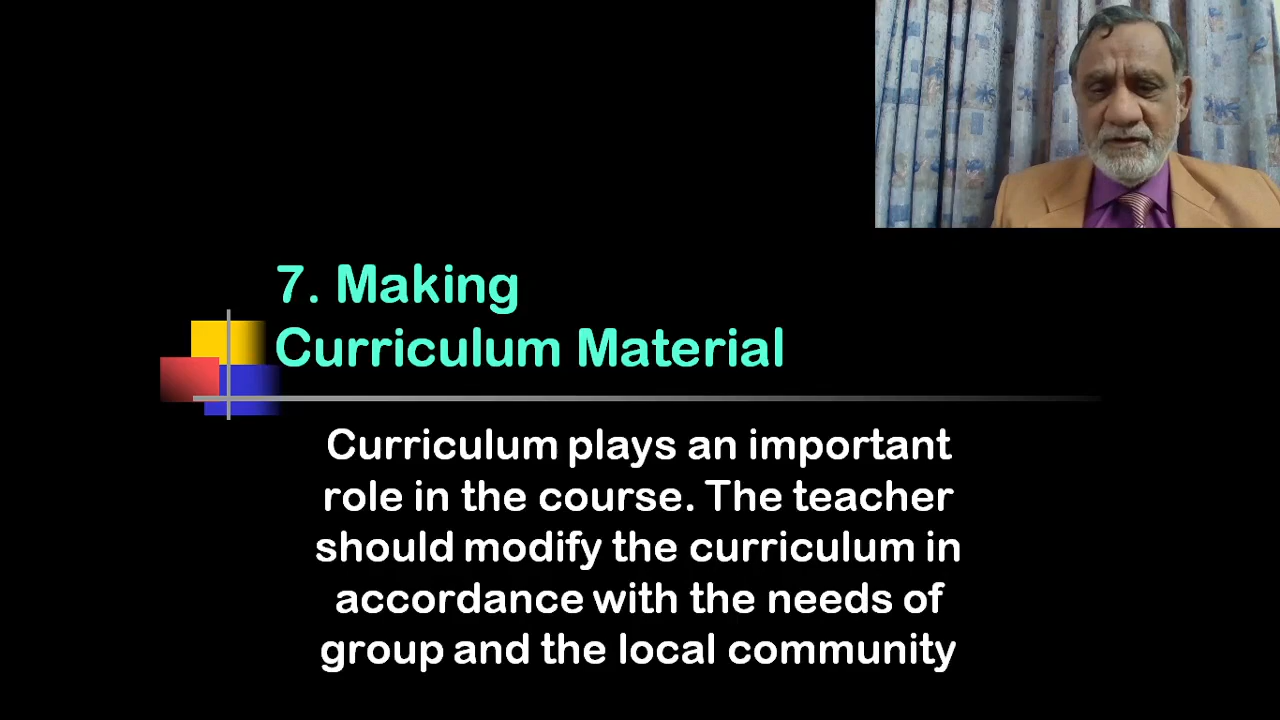 7. Making
Curriculum Material
Curriculum plays an important
role in the course. The teacher
should modify the curriculum in
accordance with the needs of
group and the local community